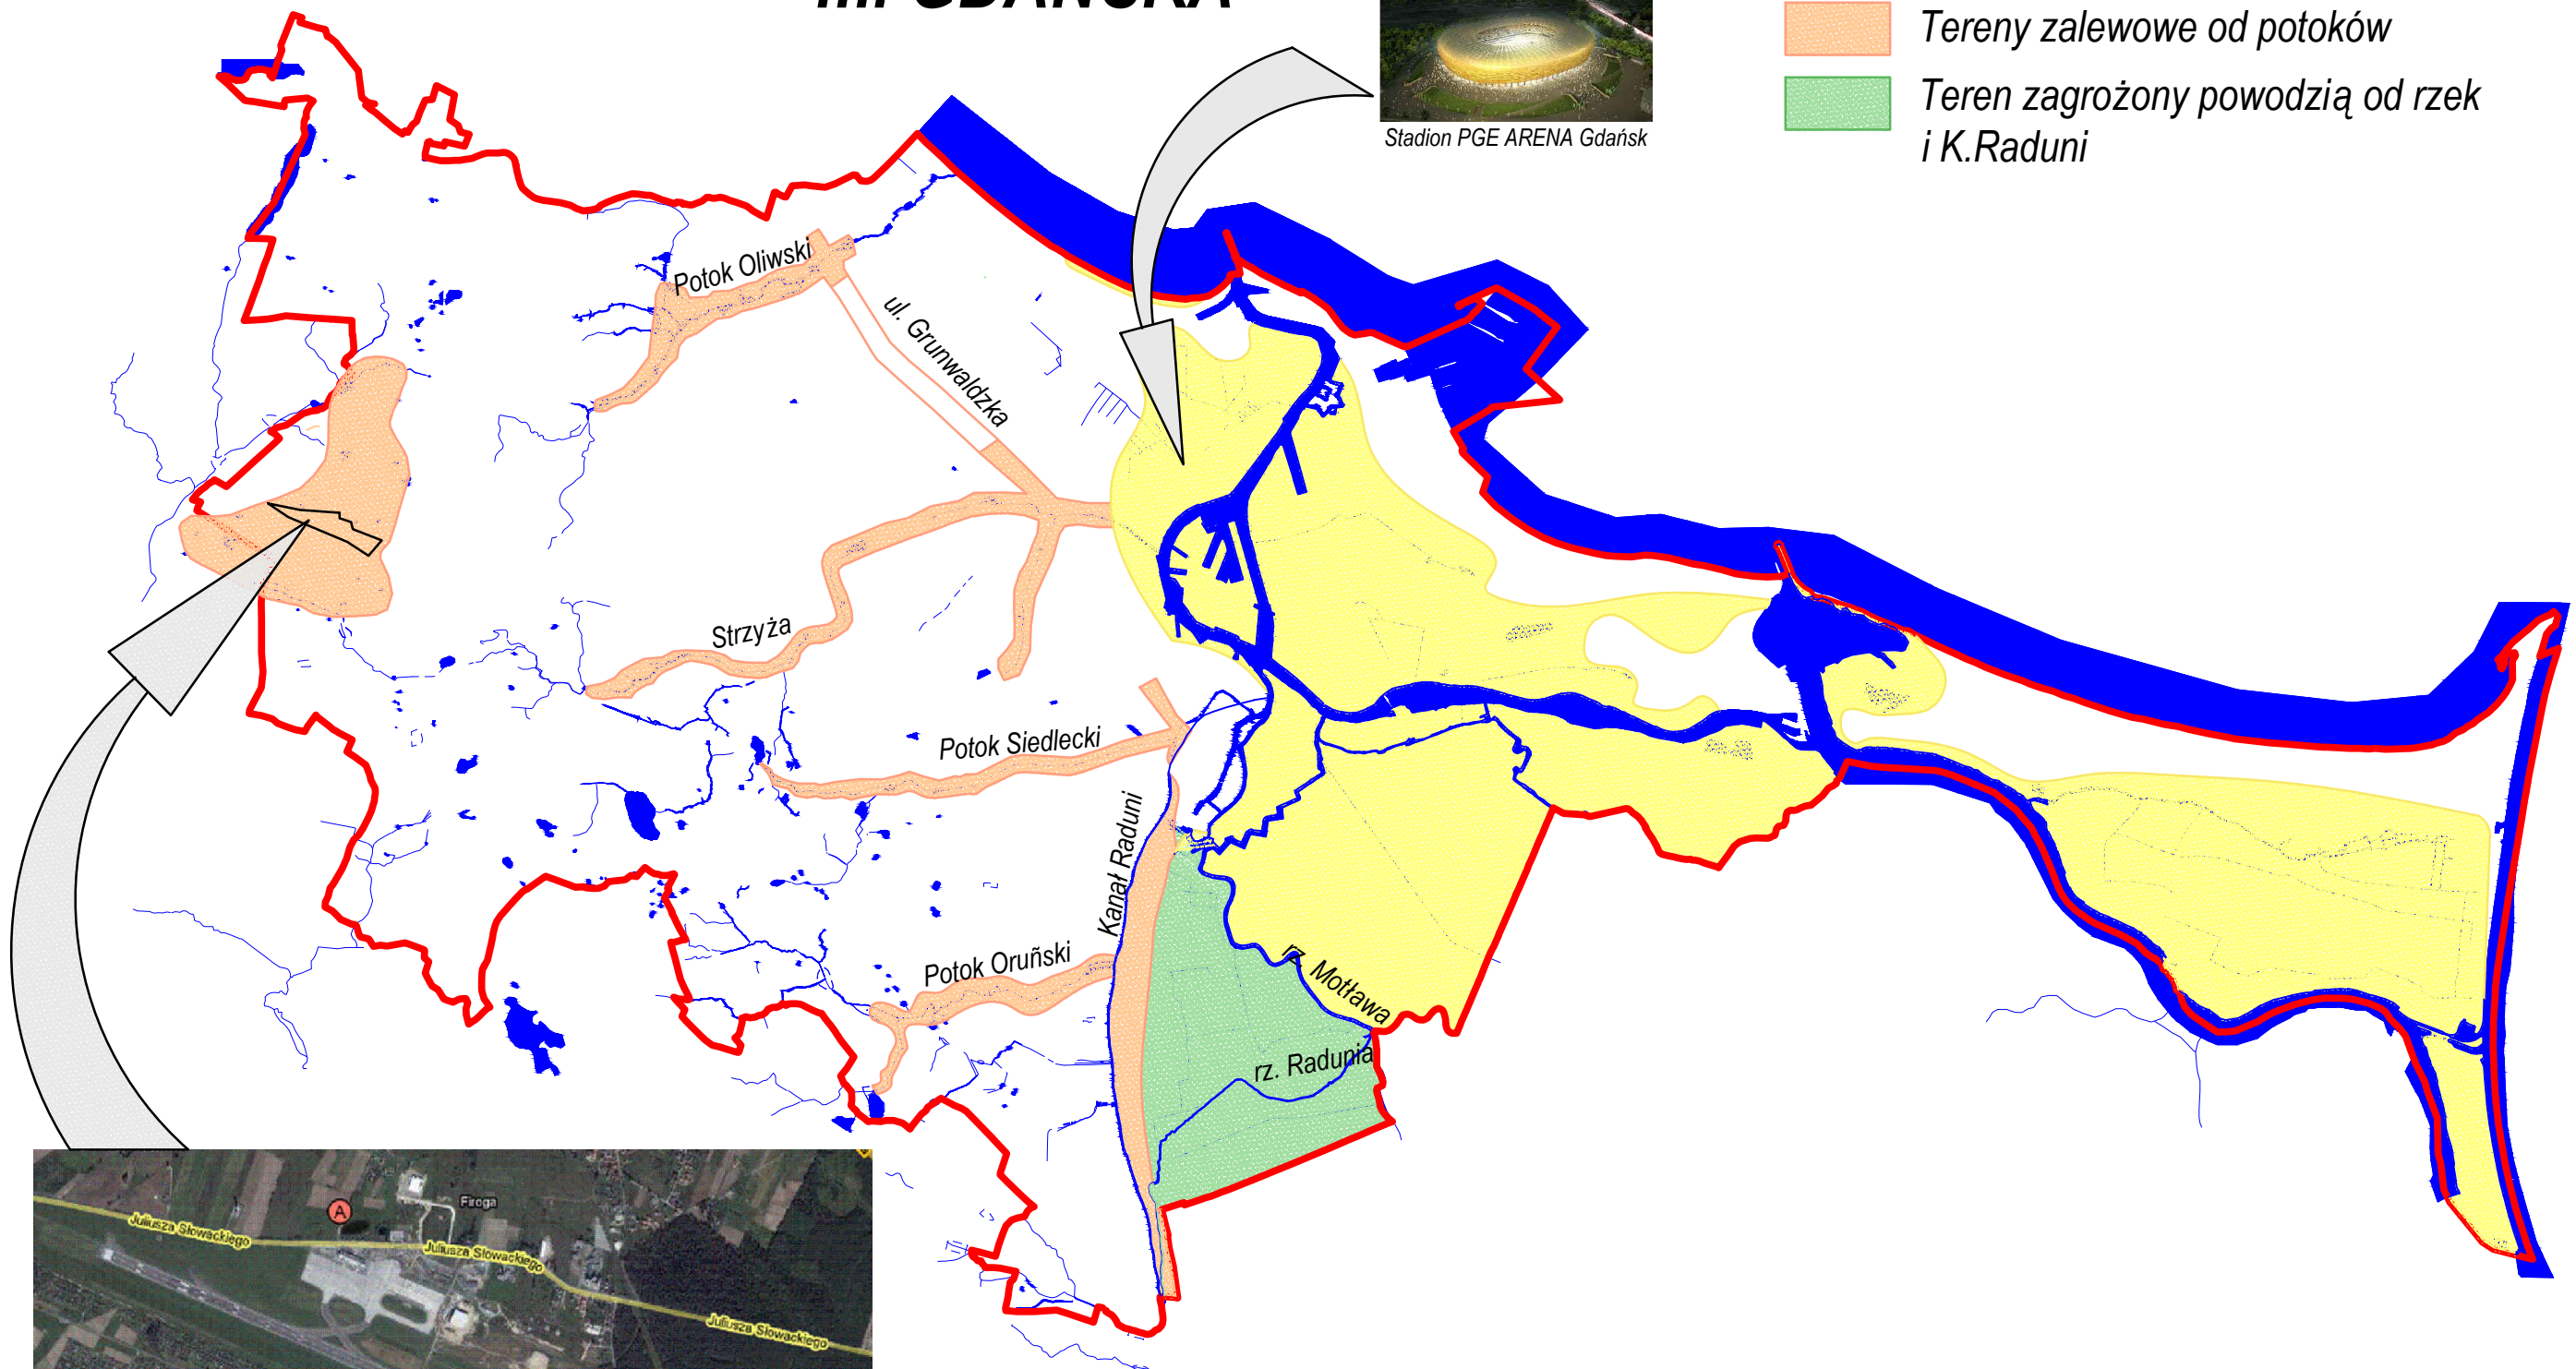 m. GDAŃSKA
Tereny zalewowe od potoków
Teren zagrożony powodzią od rzek
i K.Raduni
Stadion PGE ARENA Gdańsk
Potok Oliwski
ul. Grunwaldzka
Strzyża
Potok Siedlecki
Kanał Raduni
Potok Oruński
rz. Motława
rz. Radunia
A
Firoga
Juliusza Słowackiego
Juliusza Słowackiego
Juliusza Słowackiego